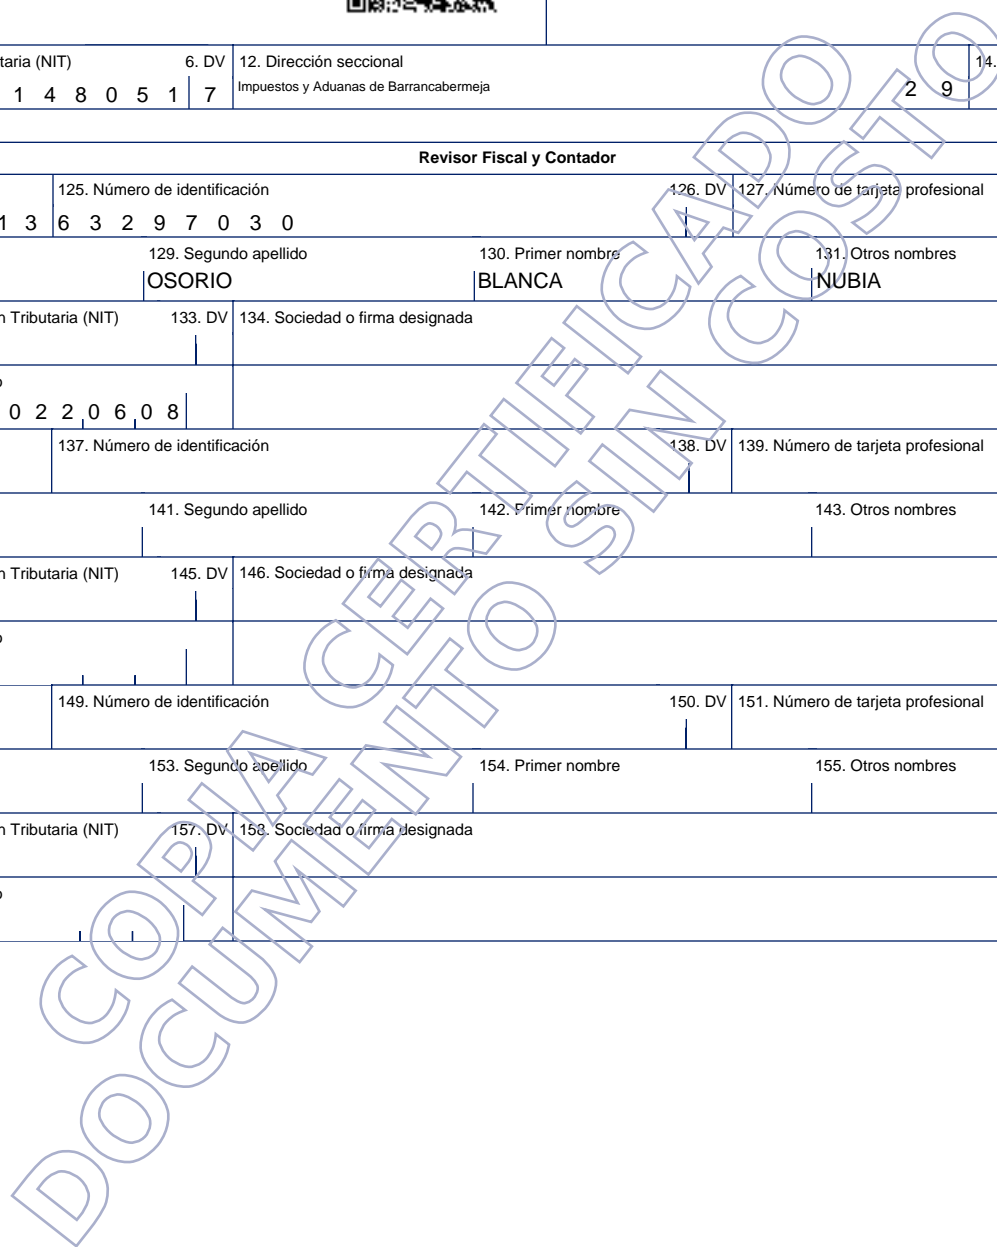 taria (NIT) 6. DV 12. Dirección seccional 14.
1 4 8 0 5 1 7 Impuestos y Aduanas de Barrancabermeja 2 9
Revisor Fiscal y Contador
125. Número de identificación 126. DV 127. Número de tarjeta profesional
1 3 6 3 2 9 7 0 3 0
129. Segundo apellido 130. Primer nombre 131. Otros nombres
OSORIO BLANCA NUBIA
n Tributaria (NIT) 133. DV 134. Sociedad o firma designada
o
0 2 2 0 6 0 8
137. Número de identificación 138. DV 139. Número de tarjeta profesional
141. Segundo apellido 142. Primer nombre 143. Otros nombres
n Tributaria (NIT) 145. DV 146. Sociedad o firma designada
o
149. Número de identificación 150. DV 151. Número de tarjeta profesional
153. Segundo apellido 154. Primer nombre 155. Otros nombres
n Tributaria (NIT) 157. DV 158. Sociedad o firma designada
o
COPIA CERTIFICADO
DOCUMENTO SIN COSTO